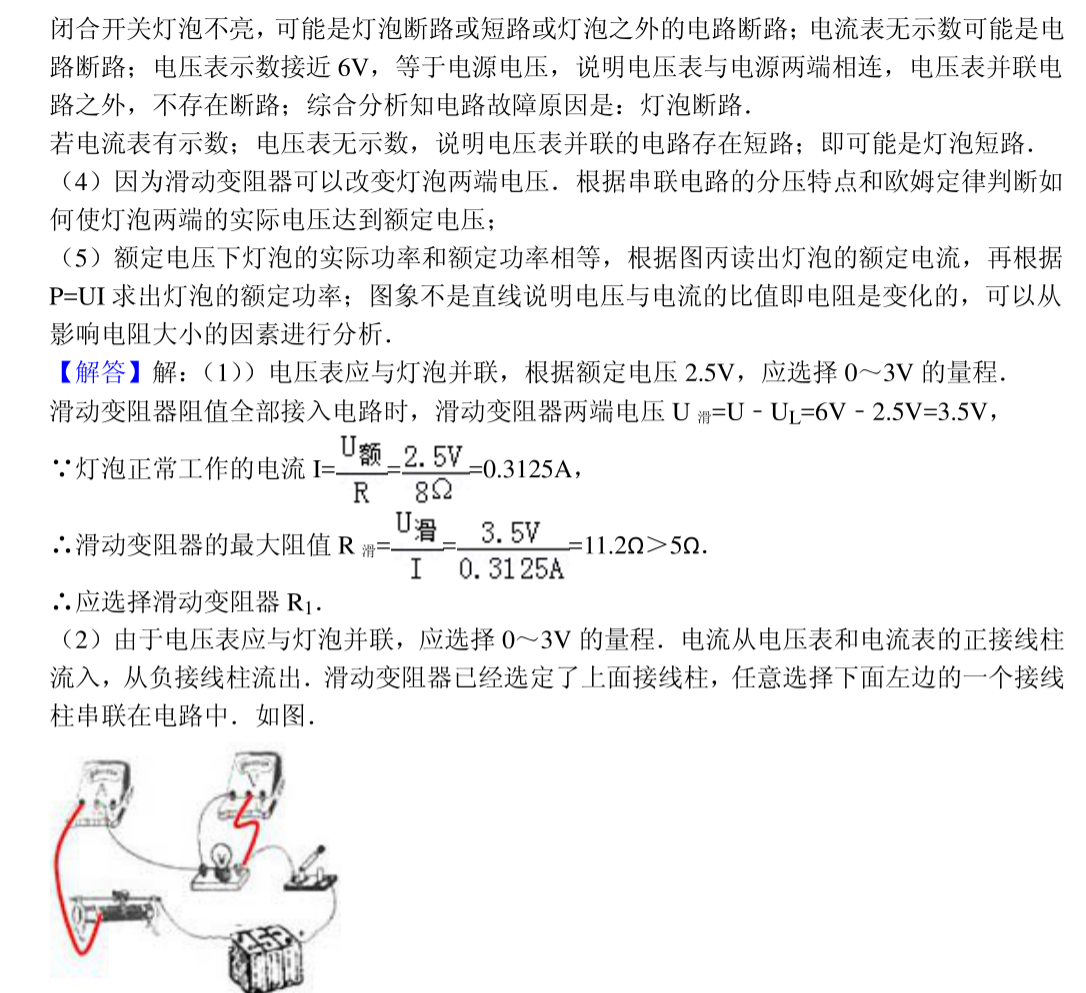 闭合开关灯泡不亮，可能是灯泡断路或短路或灯泡之外的电路断路；电流表无示数可能是电
路断路；电压表示数接近 6V，等于电源电压，说明电压表与电源两端相连，电压表并联电
路之外，不存在断路；综合分析知电路故障原因是：灯泡断路．
若电流表有示数；电压表无示数，说明电压表并联的电路存在短路；即可能是灯泡短路．
（4）因为滑动变阻器可以改变灯泡两端电压．根据串联电路的分压特点和欧姆定律判断如
何使灯泡两端的实际电压达到额定电压；
（5）额定电压下灯泡的实际功率和额定功率相等，根据图丙读出灯泡的额定电流，再根据
P=UI 求出灯泡的额定功率；图象不是直线说明电压与电流的比值即电阻是变化的，可以从
影响电阻大小的因素进行分析．
【解答】解：（1））电压表应与灯泡并联，根据额定电压 2.5V，应选择 0～3V 的量程．
滑动变阻器阻值全部接入电路时，滑动变阻器两端电压 U 滑=U﹣UL=6V﹣2.5V=3.5V，
∵灯泡正常工作的电流 I=U额/R=2.5V/8Ω=0.3125A，
∴滑动变阻器的最大阻值 R 滑=U滑/I=3.5V/0.3125A=11.2Ω＞5Ω．
∴应选择滑动变阻器 R1．
（2）由于电压表应与灯泡并联，应选择 0～3V 的量程．电流从电压表和电流表的正接线柱
流入，从负接线柱流出．滑动变阻器已经选定了上面接线柱，任意选择下面左边的一个接线
柱串联在电路中．如图．
A
V